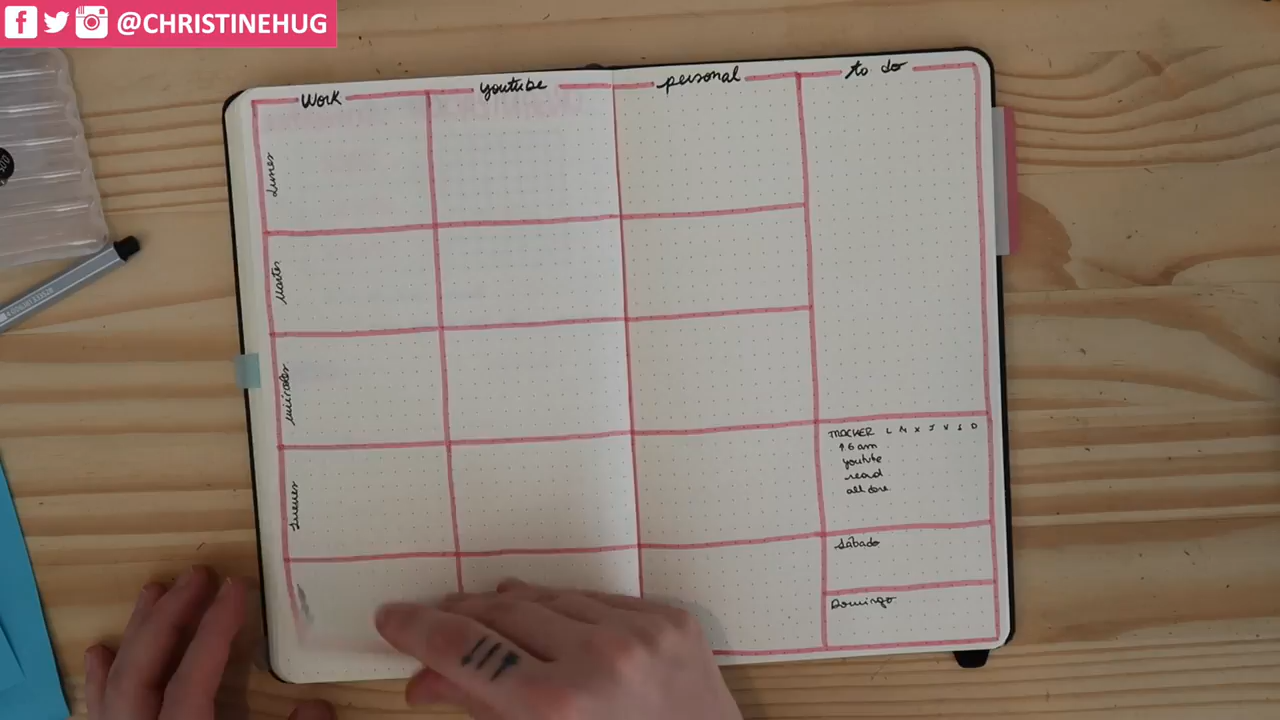 @CHRISTINEHUG
work
youtube
personal
to do
Lunes
Martes
miércoles
Jueves
TRACKER L M X J V S D
↑ 6 am
youtube
read
all done
Sábado
Domingo